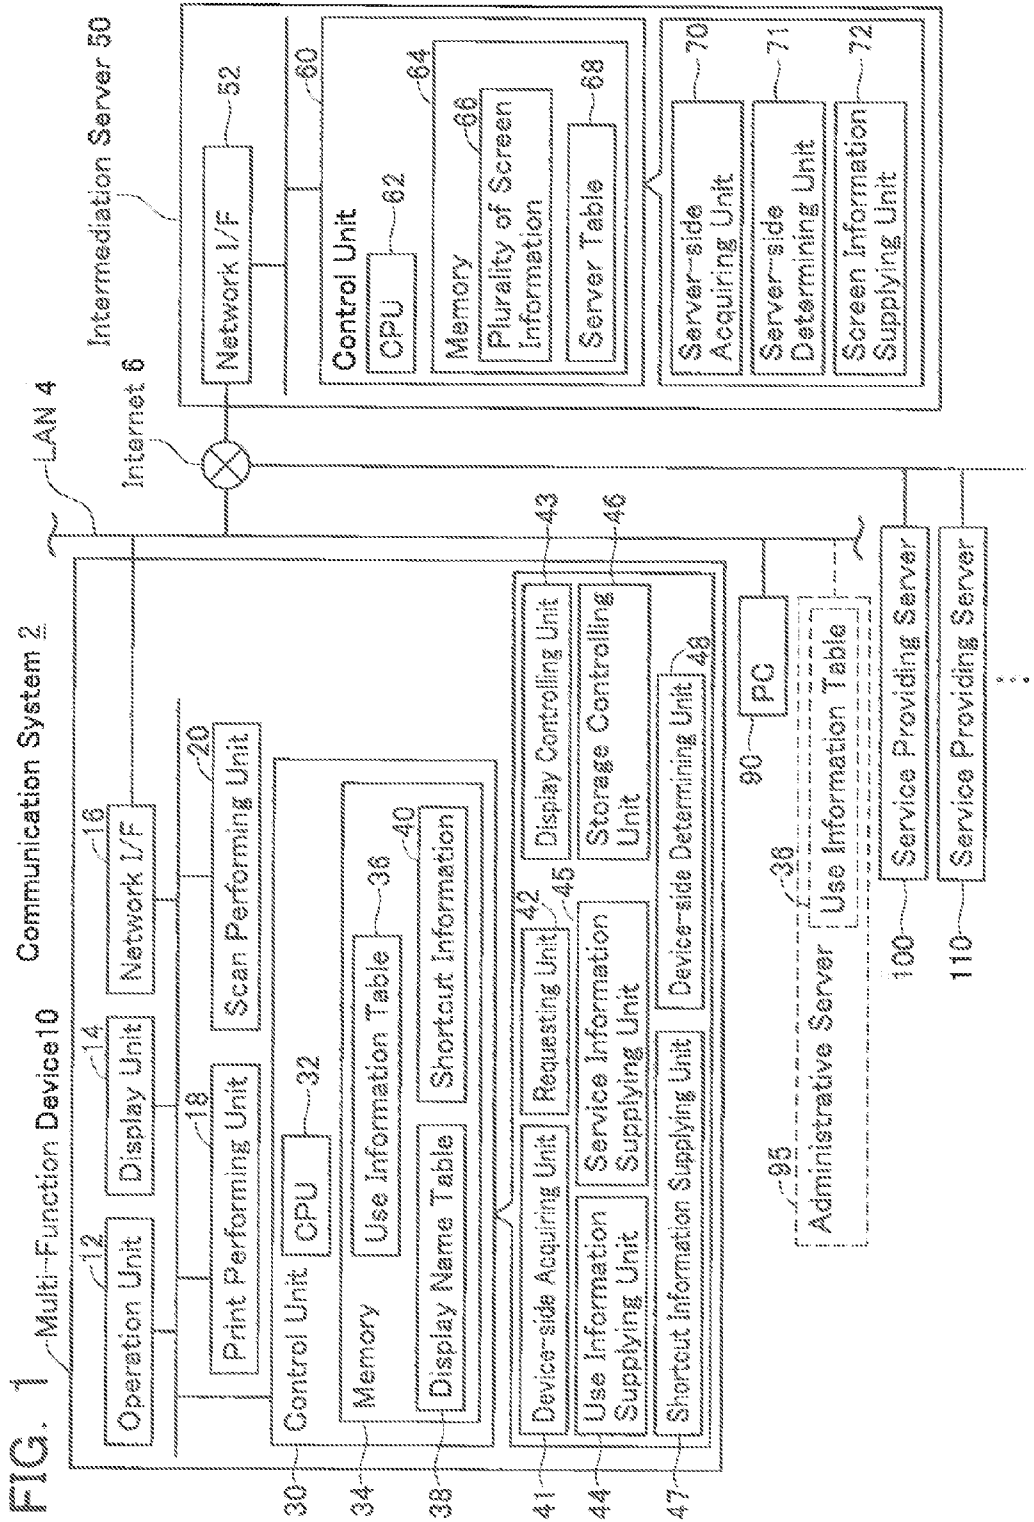 FIG. 1
Communication System 2
Multi-Function Device10
12
Operation Unit
14
Display Unit
16
Network I/F
18
Print Performing Unit
20
Scan Performing Unit
30
Control Unit
32
CPU
34
Memory
36
Use Information Table
38
Display Name Table
40
Shortcut Information
41
Device-side Acquiring Unit
42
Requesting Unit
43
Display Controlling Unit
44
Use Information
Supplying Unit
45
Service Information
Supplying Unit
46
Storage Controlling
Unit
47
Shortcut Information Supplying Unit
48
Device-side Determining Unit
LAN 4
Internet 6
Intermediation Server 50
52
Network I/F
60
Control Unit
62
CPU
64
Memory
66
Plurality of Screen
Information
68
Server Table
70
Server-side
Acquiring Unit
71
Server-side
Determining Unit
72
Screen Information
Supplying Unit
90
PC
95
Administrative Server
36
Use Information Table
100
Service Providing Server
110
Service Providing Server